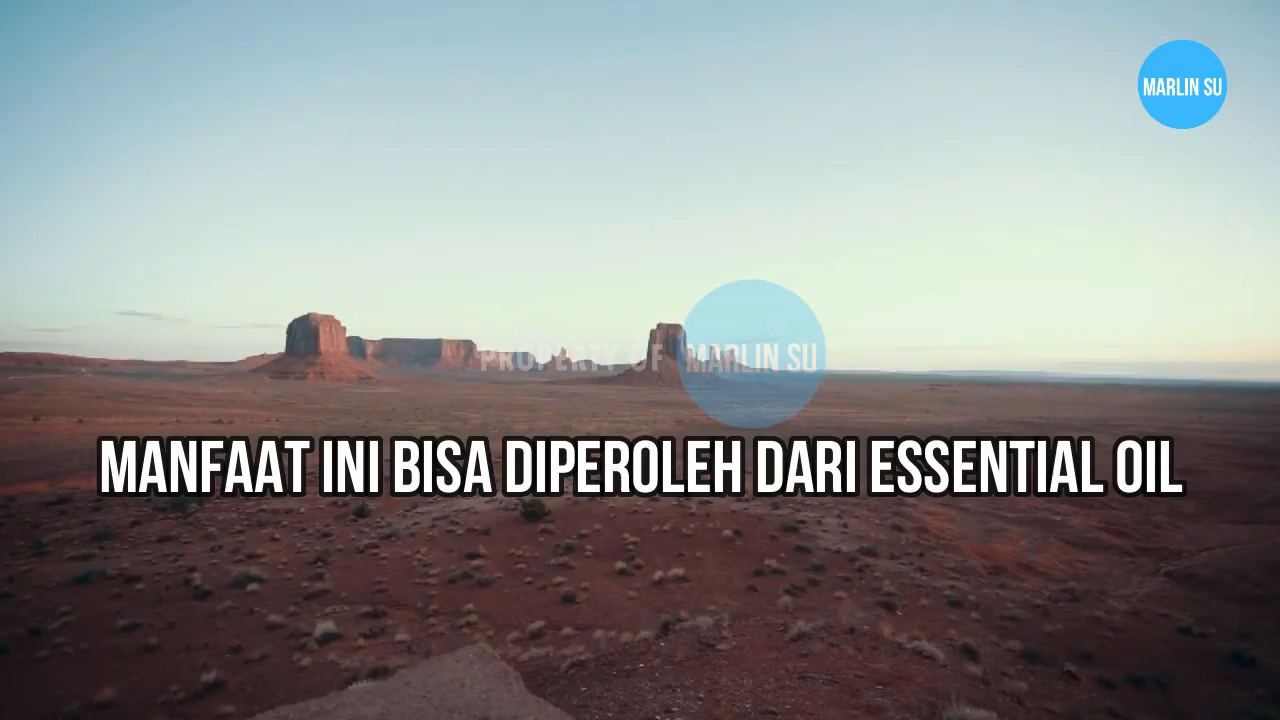 MARLIN SU
PROPERTY OF MARLIN SU
MANFAAT INI BISA DIPEROLEH DARI ESSENTIAL OIL